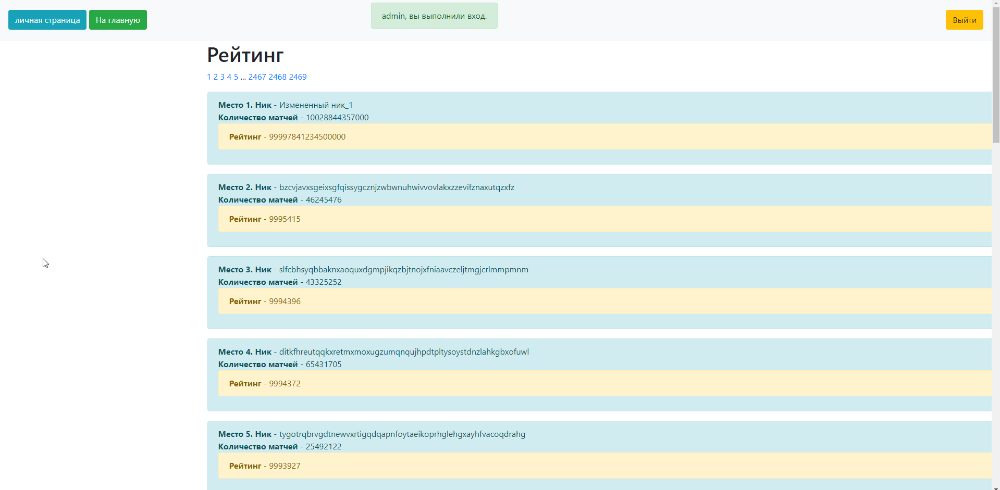 личная страница На главную
admin, вы выполнили вход.
Выйти
Рейтинг
1 2 3 4 5 ... 2467 2468 2469
Место 1. Ник - Измененный ник_1
Количество матчей - 10028844357000
Рейтинг - 99997841234500000
Место 2. Ник - bzcvjavxsgeixsgfqissygcznjzwbwnuhwivvovlakxzzevifznaxutqzxfz
Количество матчей - 46245476
Рейтинг - 9995415
Место 3. Ник - slfcbhsyqbbaknxaoquxdgmpjikqzbjtnojxfniaavczeljtmgjcrlmmpmnm
Количество матчей - 43325252
Рейтинг - 9994396
Место 4. Ник - ditkfhreutqqkxretmxmoxugzumqnqujhpdtpltysoystdnzlahkgbxofuwl
Количество матчей - 65431705
Рейтинг - 9994372
Место 5. Ник - tygotrqbrvgdtnewvxrtigqdqapnfoytaeikoprhglehgxayhfvacoqdrahg
Количество матчей - 25492122
Рейтинг - 9993927